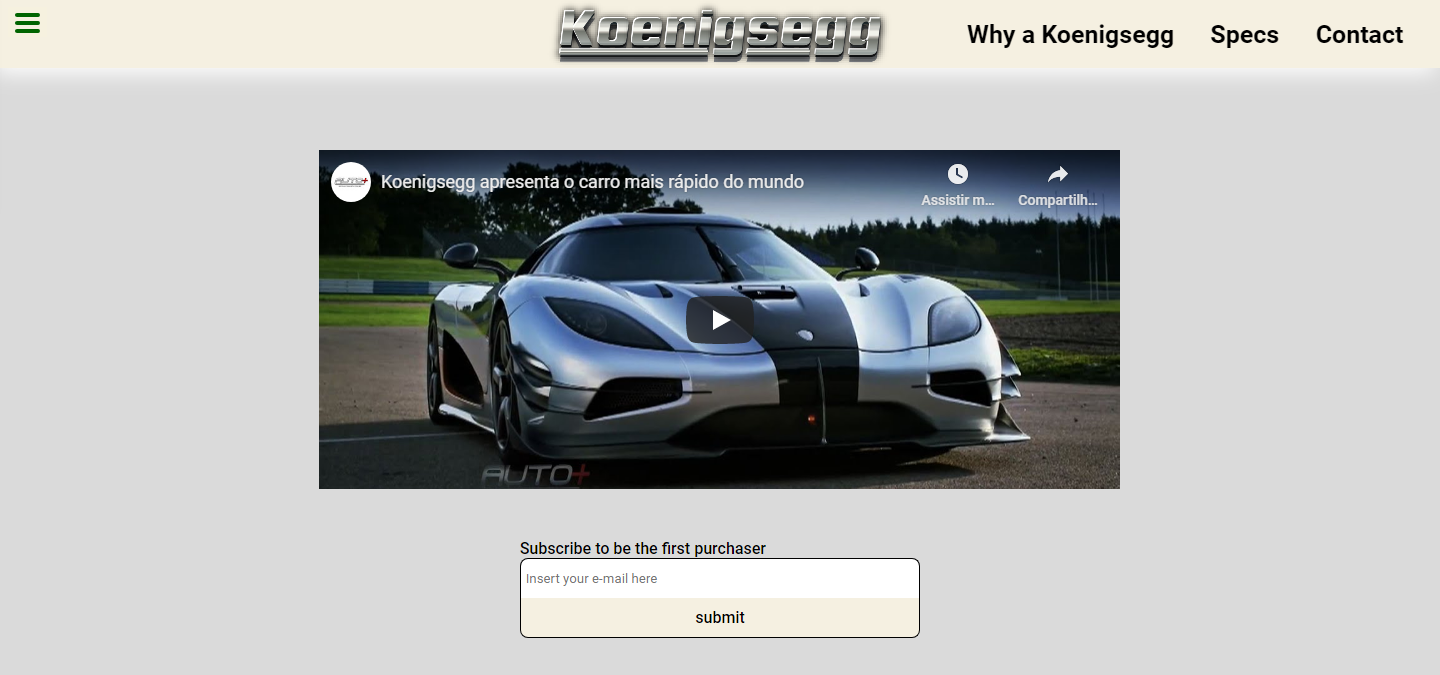 Koenigsegg
Why a Koenigsegg Specs Contact
AUTO+
Koenigsegg apresenta o carro mais rápido do mundo
Assistir m...
Compartilh...
AUTO+
Subscribe to be the first purchaser
Insert your e-mail here
submit